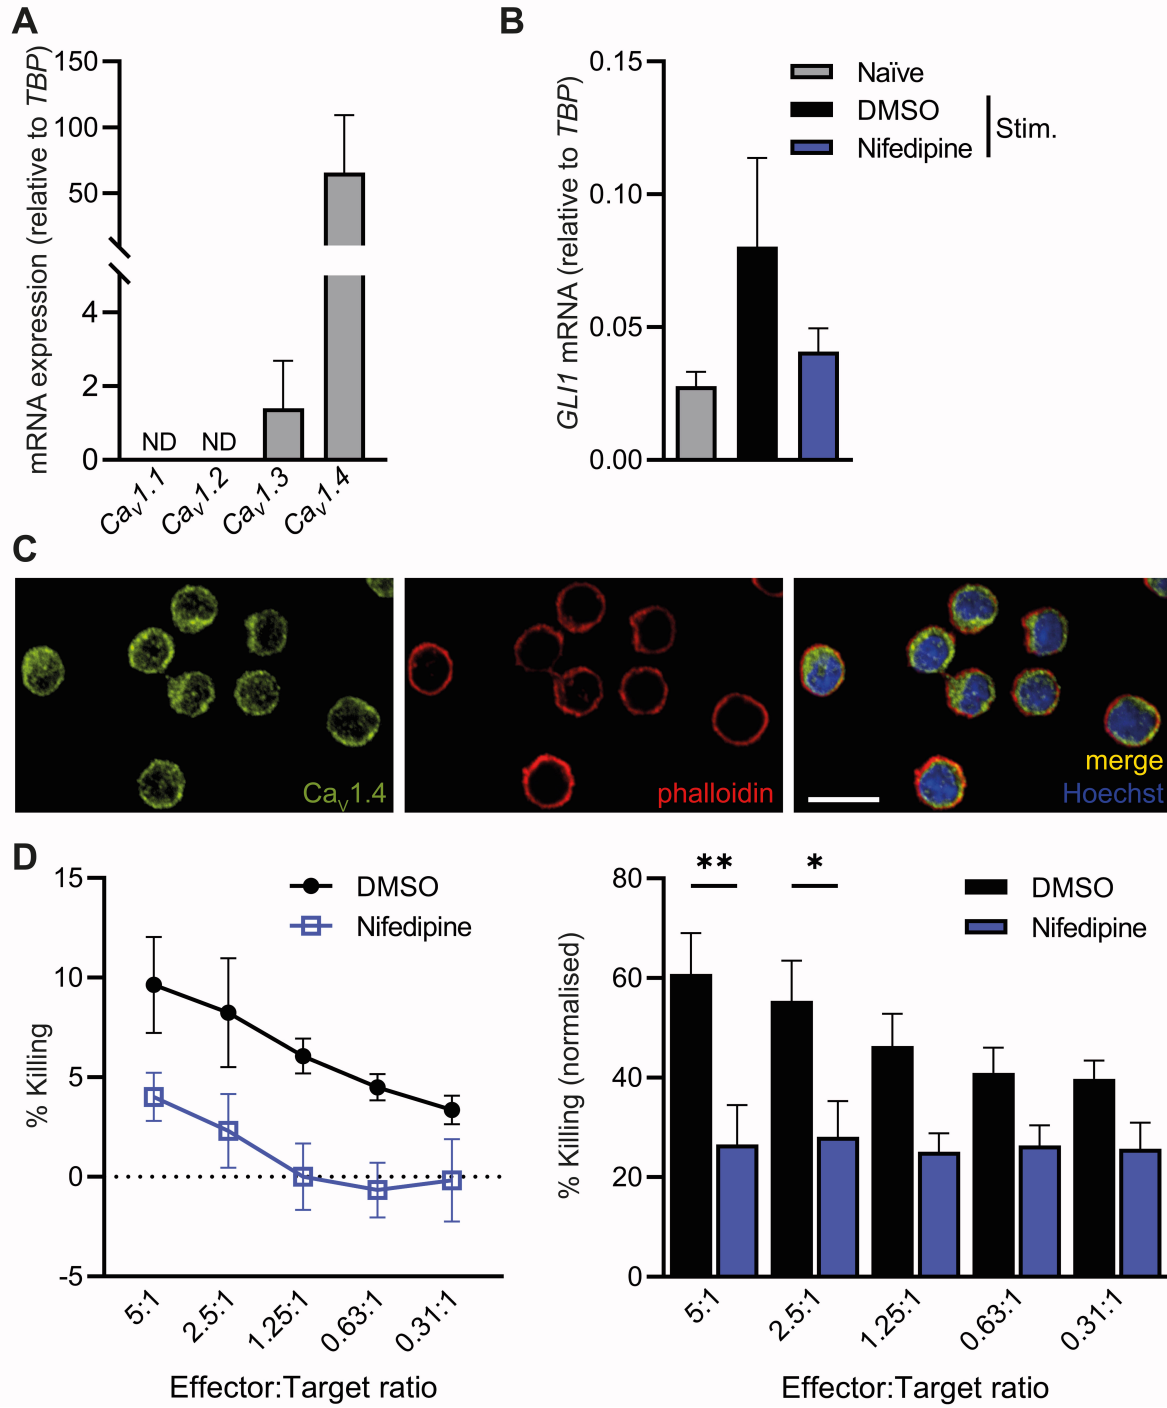 A
mRNA expression (relative to TBP)
150
100
50
4
2
0
ND
ND
Caᵥ1.1
Caᵥ1.2
Caᵥ1.3
Caᵥ1.4
B
GLI1 mRNA (relative to TBP)
0.15
0.10
0.05
0.00
Naïve
DMSO
Nifedipine
Stim.
C
Caᵥ1.4
phalloidin
merge
Hoechst
D
% Killing
15
10
5
0
-5
DMSO
Nifedipine
5:1
2.5:1
1.25:1
0.63:1
0.31:1
Effector:Target ratio
% Killing (normalised)
80
60
40
20
0
**
*
DMSO
Nifedipine
5:1
2.5:1
1.25:1
0.63:1
0.31:1
Effector:Target ratio